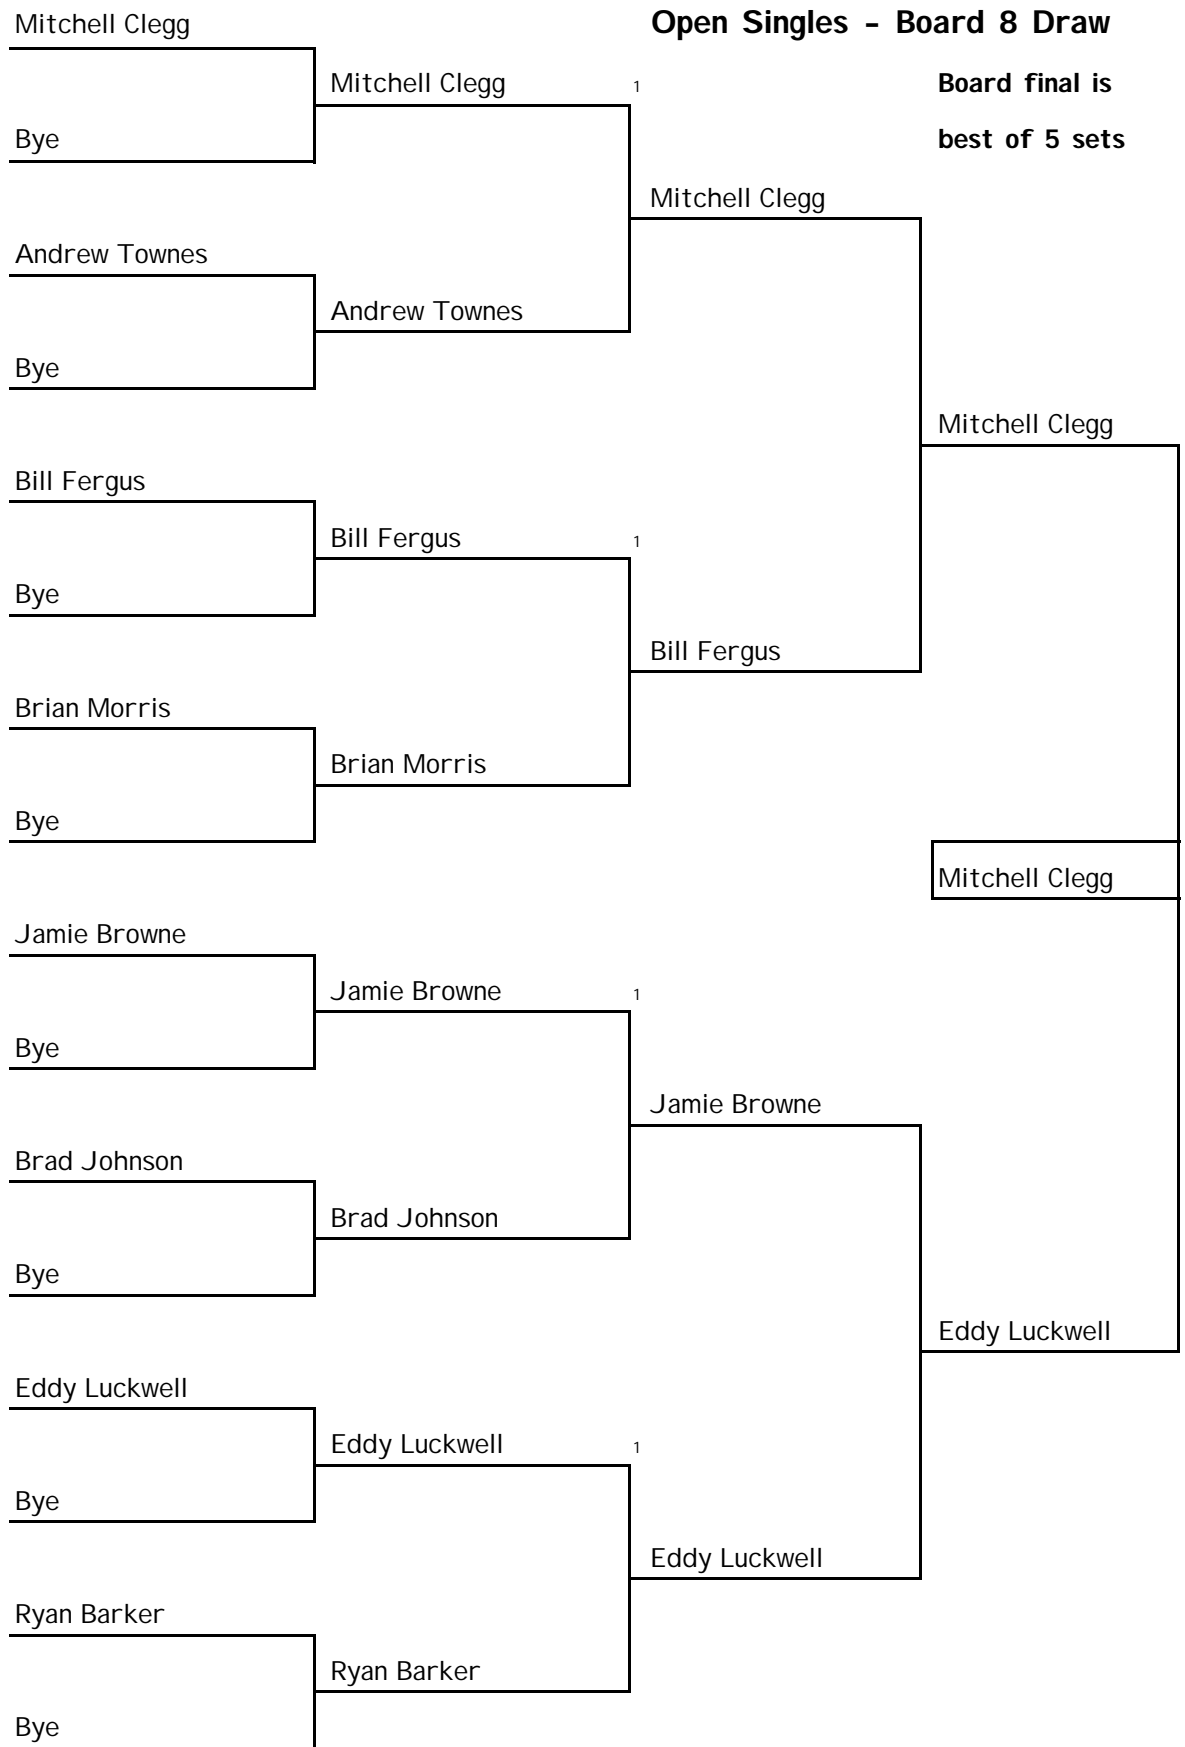 Mitchell Clegg
Open Singles - Board 8 Draw
Mitchell Clegg
1
Board final is
Bye
best of 5 sets
Mitchell Clegg
Andrew Townes
Andrew Townes
Bye
Mitchell Clegg
Bill Fergus
Bill Fergus
1
Bye
Bill Fergus
Brian Morris
Brian Morris
Bye
Mitchell Clegg
Jamie Browne
Jamie Browne
1
Bye
Jamie Browne
Brad Johnson
Brad Johnson
Bye
Eddy Luckwell
Eddy Luckwell
Eddy Luckwell
1
Bye
Eddy Luckwell
Ryan Barker
Ryan Barker
Bye